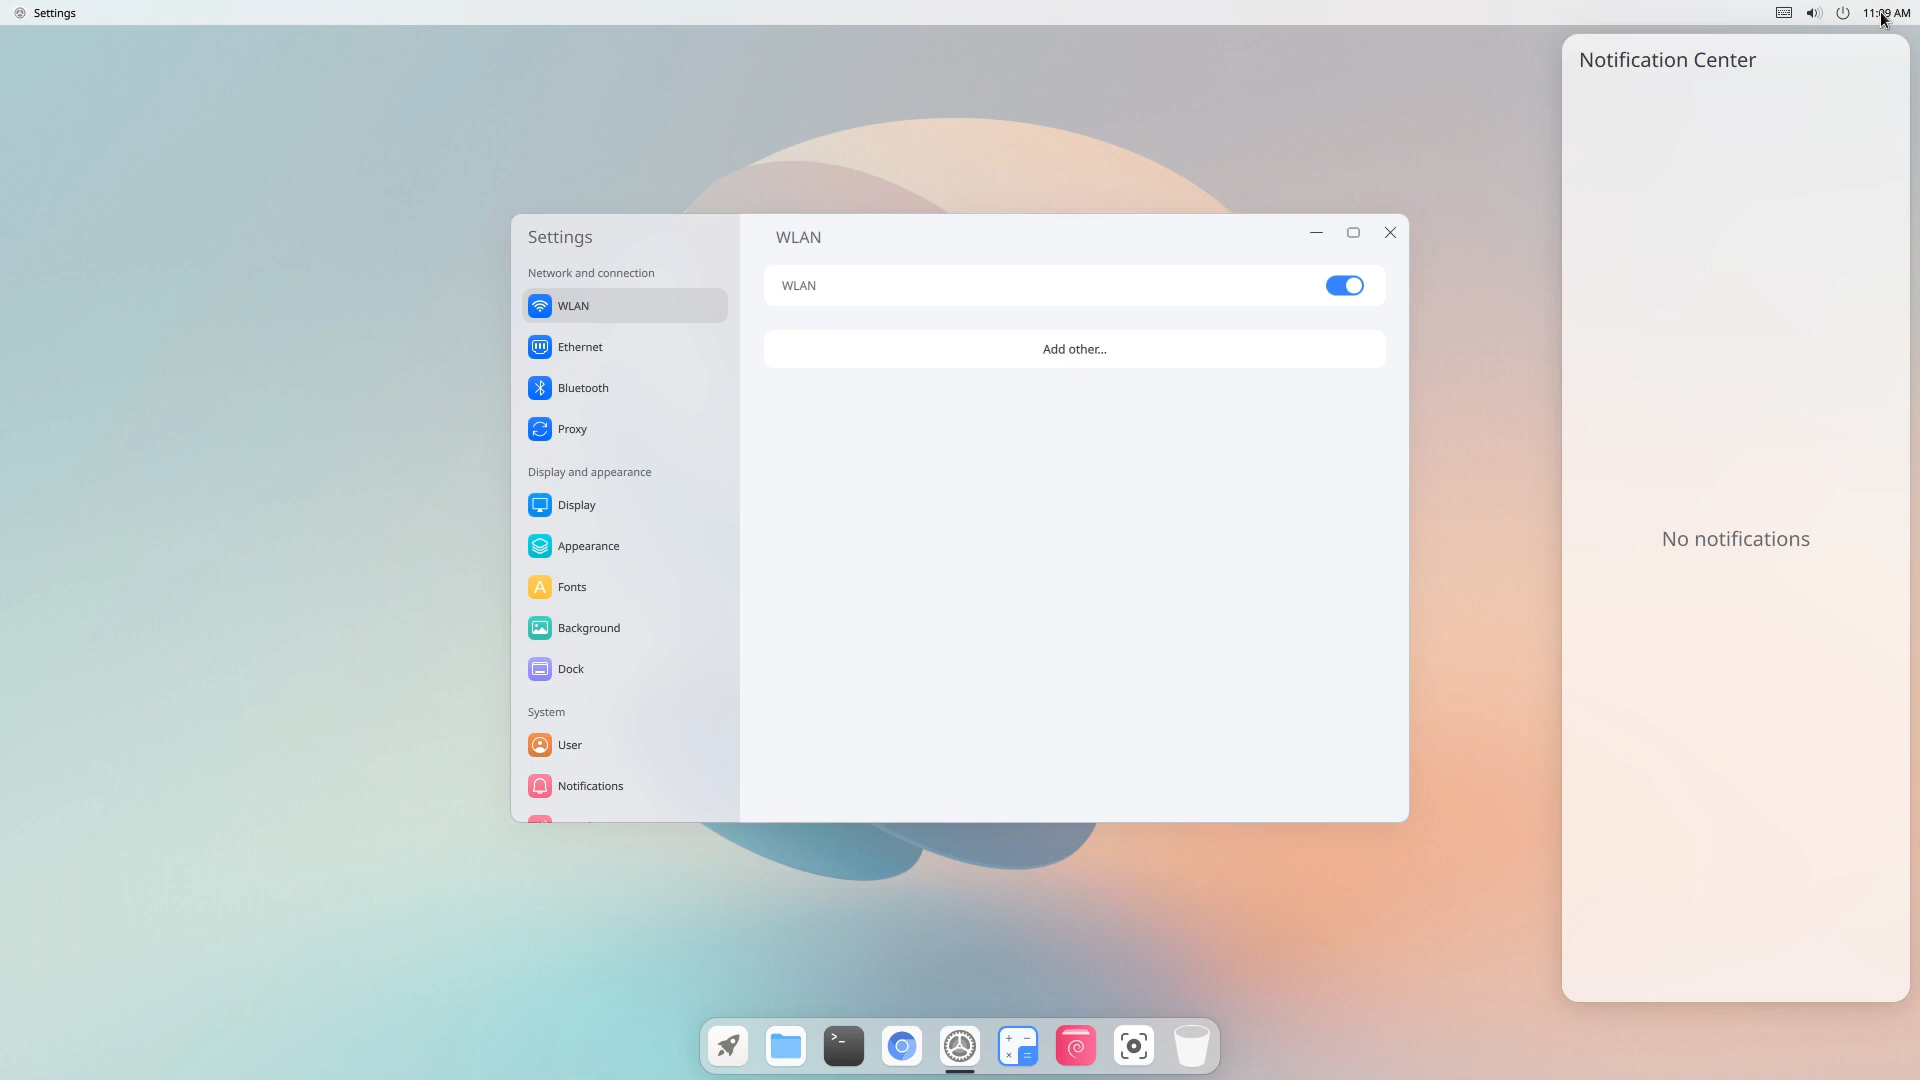 Settings
11:09 AM
Notification Center
No notifications
Settings
Network and connection
WLAN
Ethernet
Bluetooth
Proxy
Display and appearance
Display
Appearance
Fonts
Background
Dock
System
User
Notifications
WLAN
WLAN
Add other...